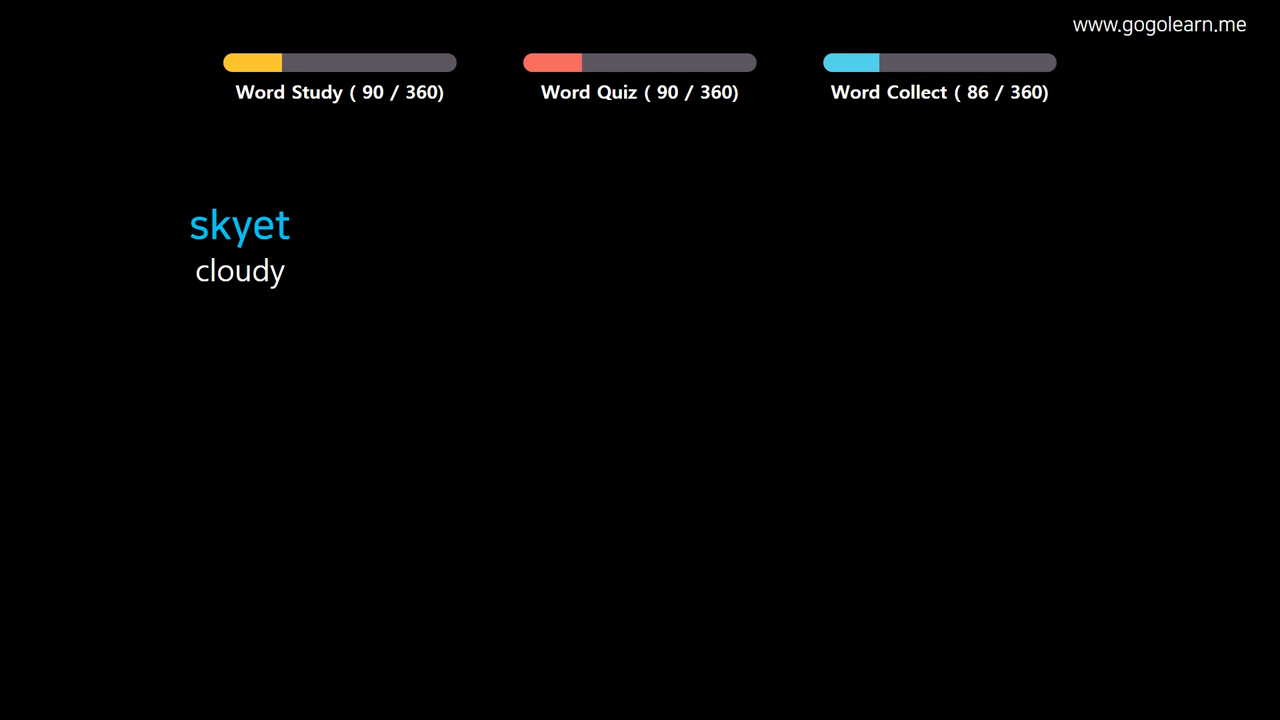 www.gogolearn.me
Word Study ( 90 / 360)
Word Quiz ( 90 / 360)
Word Collect ( 86 / 360)
skyet
cloudy